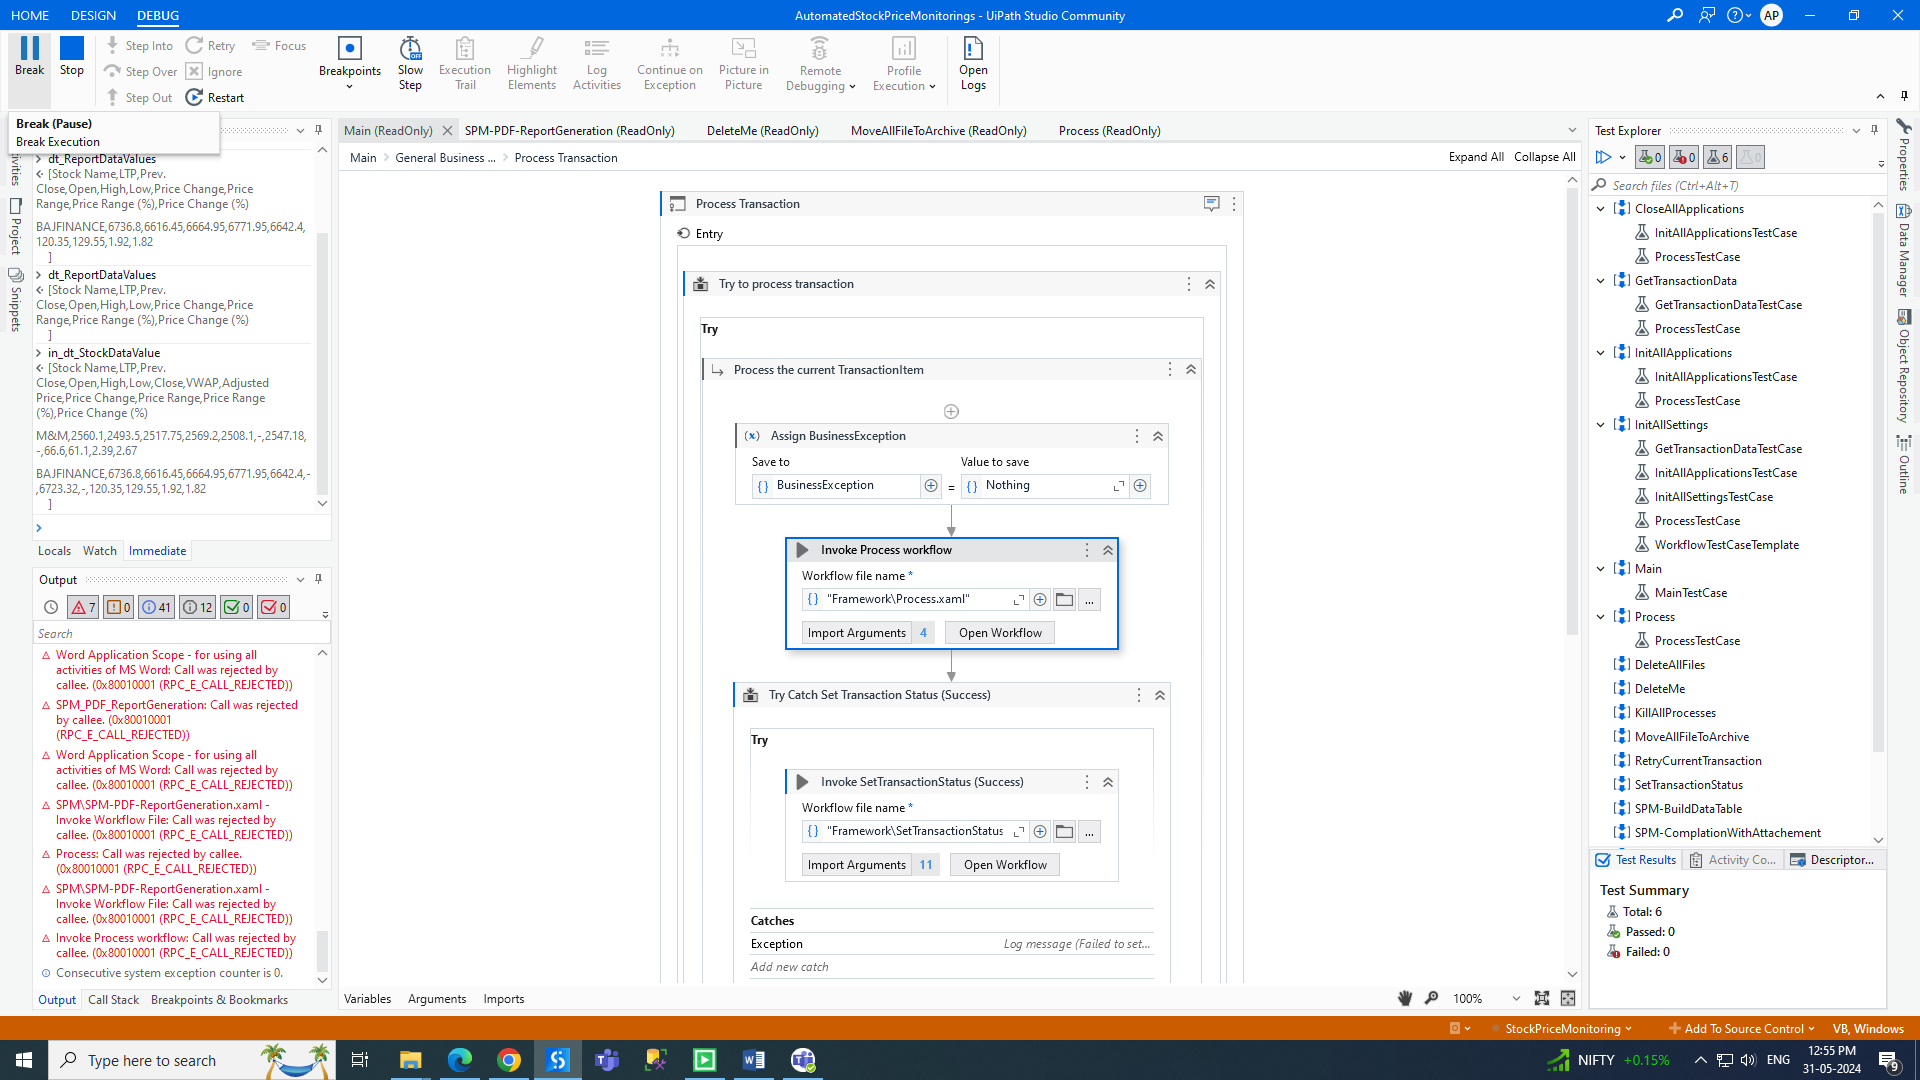 HOME DESIGN DEBUG
AutomatedStockPriceMonitorings - UiPath Studio Community
AP
Break
Stop
Step Into
Step Over
Step Out
Retry
Ignore
Restart
Focus
Breakpoints
Slow Step
Execution Trail
Highlight Elements
Log Activities
Continue on Exception
Picture in Picture
Remote Debugging
Profile Execution
Open Logs
Break (Pause)
Break Execution
Project
Snippets
dt_ReportDataValues
[Stock Name,LTP,Prev.
Close,Open,High,Low,Price Change,Price
Range,Price Range (%),Price Change (%)
BAJFINANCE,6736.8,6616.45,6664.95,6771.95,6642.4,
120.35,129.55,1.92,1.82
]
dt_ReportDataValues
[Stock Name,LTP,Prev.
Close,Open,High,Low,Price Change,Price
Range,Price Range (%),Price Change (%)
]
in_dt_StockDataValue
[Stock Name,LTP,Prev.
Close,Open,High,Low,Close,VWAP,Adjusted
Price,Price Change,Price Range,Price Range
(%),Price Change (%)
M&M,2560.1,2493.5,2517.75,2569.2,2508.1,-,2547.18,
-,66.6,61.1,2.39,2.67
BAJFINANCE,6736.8,6616.45,6664.95,6771.95,6642.4,-
,6723.32,-,120.35,129.55,1.92,1.82
]
Locals Watch Immediate
Output
7 0 41 12 0 0
Search
Word Application Scope - for using all
activities of MS Word: Call was rejected by
callee. (0x80010001 (RPC_E_CALL_REJECTED))
SPM_PDF_ReportGeneration: Call was rejected
by callee. (0x80010001
(RPC_E_CALL_REJECTED))
Word Application Scope - for using all
activities of MS Word: Call was rejected by
callee. (0x80010001 (RPC_E_CALL_REJECTED))
SPM\SPM-PDF-ReportGeneration.xaml -
Invoke Workflow File: Call was rejected by
callee. (0x80010001 (RPC_E_CALL_REJECTED))
Process: Call was rejected by callee.
(0x80010001 (RPC_E_CALL_REJECTED))
SPM\SPM-PDF-ReportGeneration.xaml -
Invoke Workflow File: Call was rejected by
callee. (0x80010001 (RPC_E_CALL_REJECTED))
Invoke Process workflow: Call was rejected by
callee. (0x80010001 (RPC_E_CALL_REJECTED))
Consecutive system exception counter is 0.
Output Call Stack Breakpoints & Bookmarks
Main (ReadOnly) SPM-PDF-ReportGeneration (ReadOnly) DeleteMe (ReadOnly) MoveAllFileToArchive (ReadOnly) Process (ReadOnly)
Main General Business ... Process Transaction
Expand All Collapse All
Process Transaction
Entry
Try to process transaction
Try
Process the current TransactionItem
(x) Assign BusinessException
Save to Value to save
{ } BusinessException = { } Nothing
Invoke Process workflow
Workflow file name *
{ } "Framework\Process.xaml" ...
Import Arguments 4 Open Workflow
Try Catch Set Transaction Status (Success)
Try
Invoke SetTransactionStatus (Success)
Workflow file name *
{ } "Framework\SetTransactionStatus ...
Import Arguments 11 Open Workflow
Catches
Exception Log message (Failed to set...
Add new catch
Variables Arguments Imports
100%
Test Explorer
0 0 6 0
Search files (Ctrl+Alt+T)
CloseAllApplications
InitAllApplicationsTestCase
ProcessTestCase
GetTransactionData
GetTransactionDataTestCase
ProcessTestCase
InitAllApplications
InitAllApplicationsTestCase
ProcessTestCase
InitAllSettings
GetTransactionDataTestCase
InitAllApplicationsTestCase
InitAllSettingsTestCase
ProcessTestCase
WorkflowTestCaseTemplate
Main
MainTestCase
Process
ProcessTestCase
DeleteAllFiles
DeleteMe
KillAllProcesses
MoveAllFileToArchive
RetryCurrentTransaction
SetTransactionStatus
SPM-BuildDataTable
SPM-ComplationWithAttachement
Test Results Activity Co... Descriptor...
Test Summary
Total: 6
Passed: 0
Failed: 0
Properties
Data Manager
Object Repository
Outline
StockPriceMonitoring Add To Source Control VB, Windows
Type here to search
NIFTY +0.15%
ENG
12:55 PM
31-05-2024
9